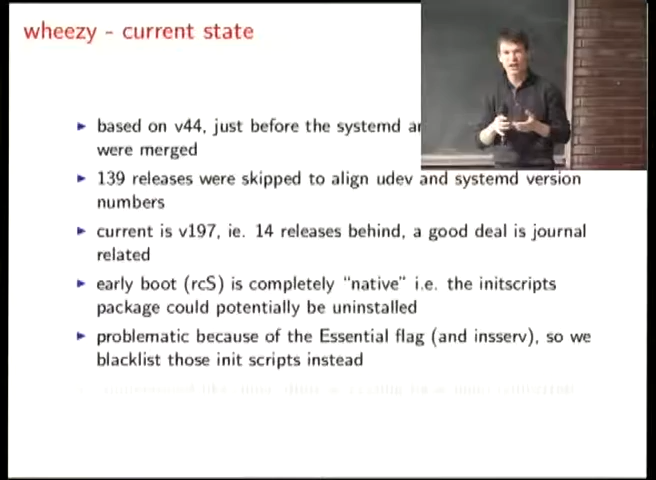 wheezy - current state
based on v44, just before the systemd
were merged
139 releases were skipped to align udev and systemd version
numbers
current is v197, ie. 14 releases behind, a good deal is journal
related
early boot (rcS) is completely “native” i.e. the initscripts
package could potentially be uninstalled
problematic because of the Essential flag (and insserv), so we
blacklist those init scripts instead